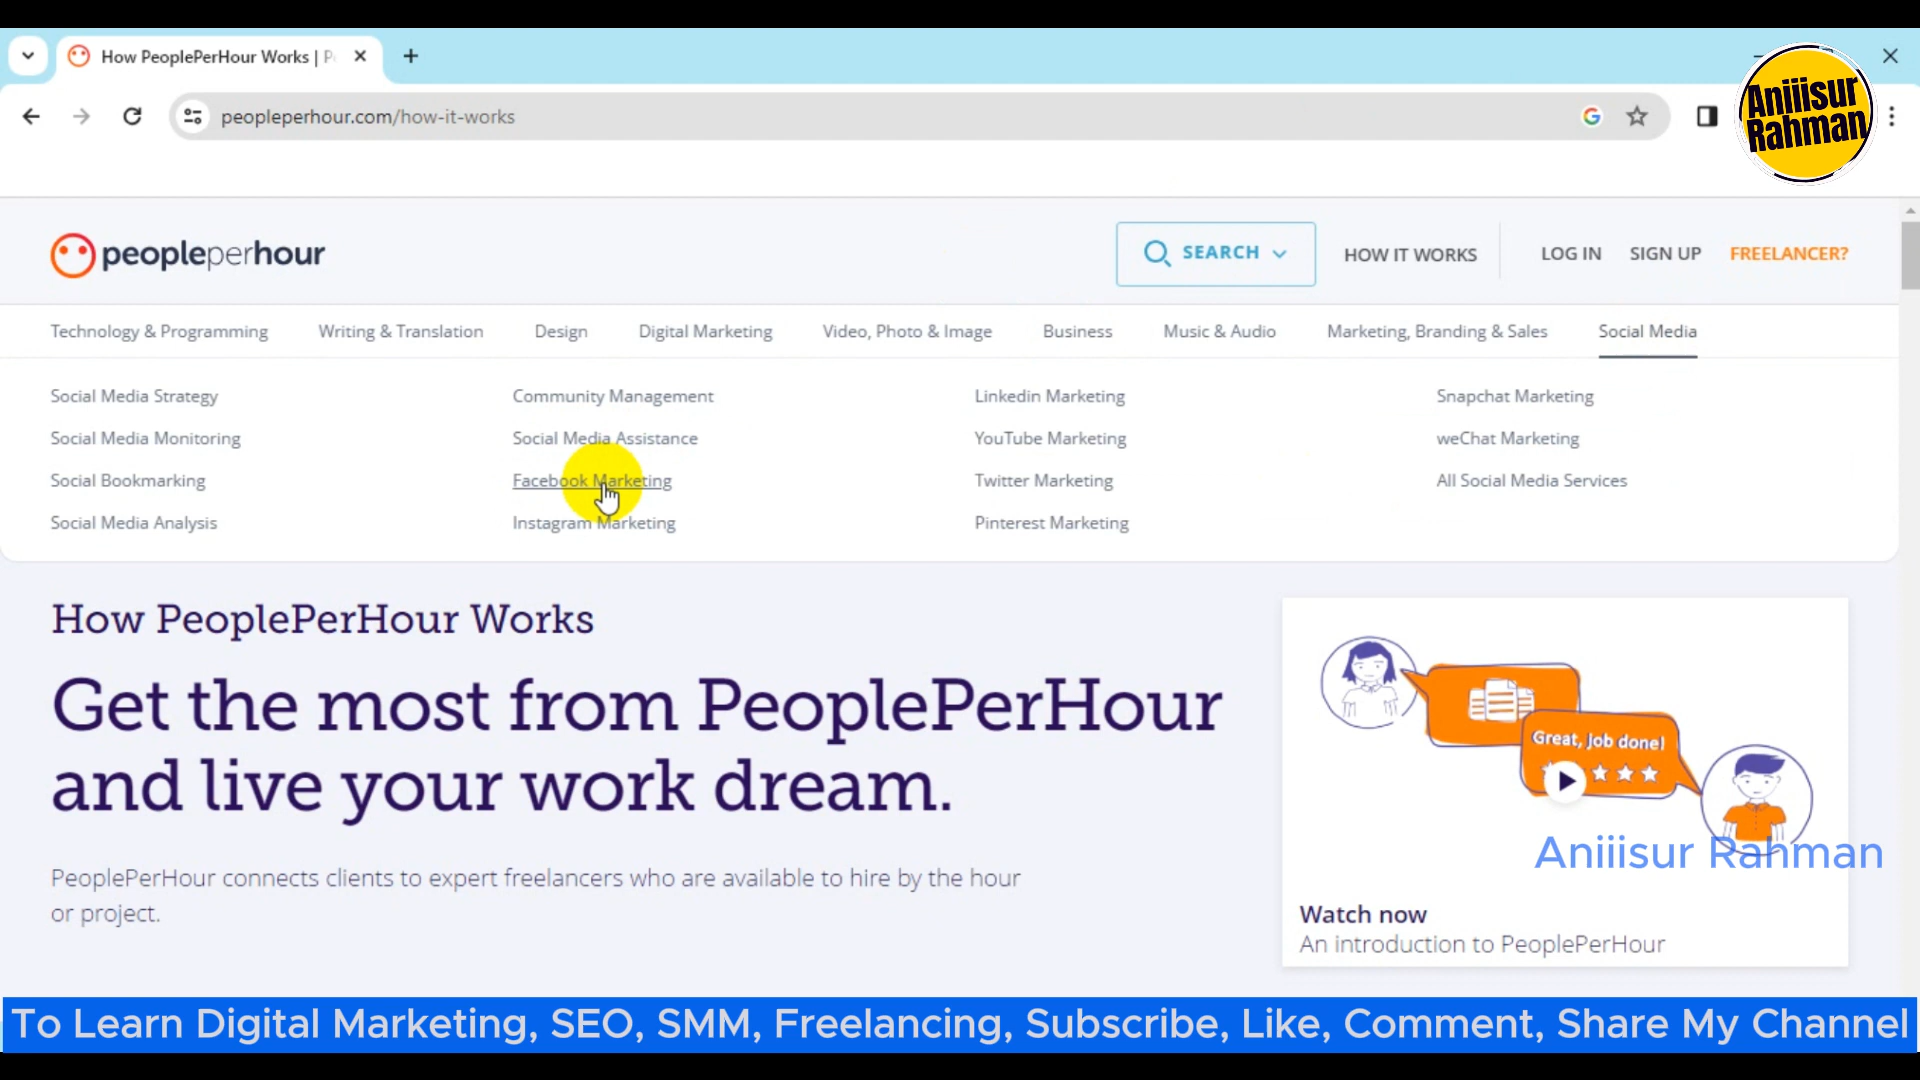 How PeoplePerHour Works | P
Aniiisur
Rahman
peopleperhour.com/how-it-works
peopleperhour
SEARCH
HOW IT WORKS
LOG IN
SIGN UP
FREELANCER?
Technology & Programming
Writing & Translation
Design
Digital Marketing
Video, Photo & Image
Business
Music & Audio
Marketing, Branding & Sales
Social Media
Social Media Strategy
Community Management
Linkedin Marketing
Snapchat Marketing
Social Media Monitoring
Social Media Assistance
YouTube Marketing
weChat Marketing
Social Bookmarking
Facebook Marketing
Twitter Marketing
All Social Media Services
Social Media Analysis
Instagram Marketing
Pinterest Marketing
How PeoplePerHour Works
Get the most from PeoplePerHour
and live your work dream.
PeoplePerHour connects clients to expert freelancers who are available to hire by the hour
or project.
Great, job done!
Aniiisur Rahman
Watch now
An introduction to PeoplePerHour
To Learn Digital Marketing, SEO, SMM, Freelancing, Subscribe, Like, Comment, Share My Channel